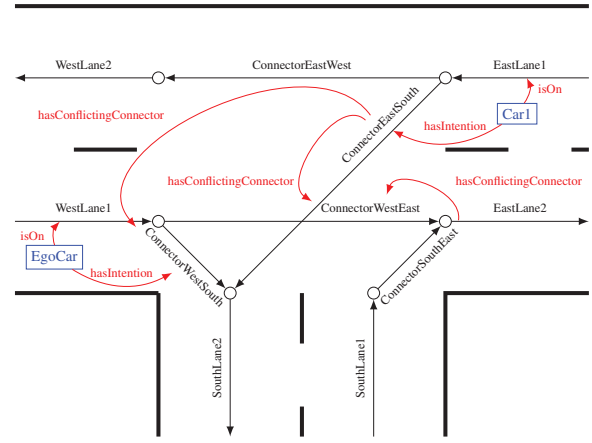 WestLane2
ConnectorEastWest
EastLane1
isOn
hasConflictingConnector
Car1
ConnectorEastSouth
hasIntention
hasConflictingConnector
hasConflictingConnector
WestLane1
ConnectorWestEast
EastLane2
isOn
EgoCar
hasIntention
ConnectorWestSouth
ConnectorSouthEast
SouthLane2
SouthLane1